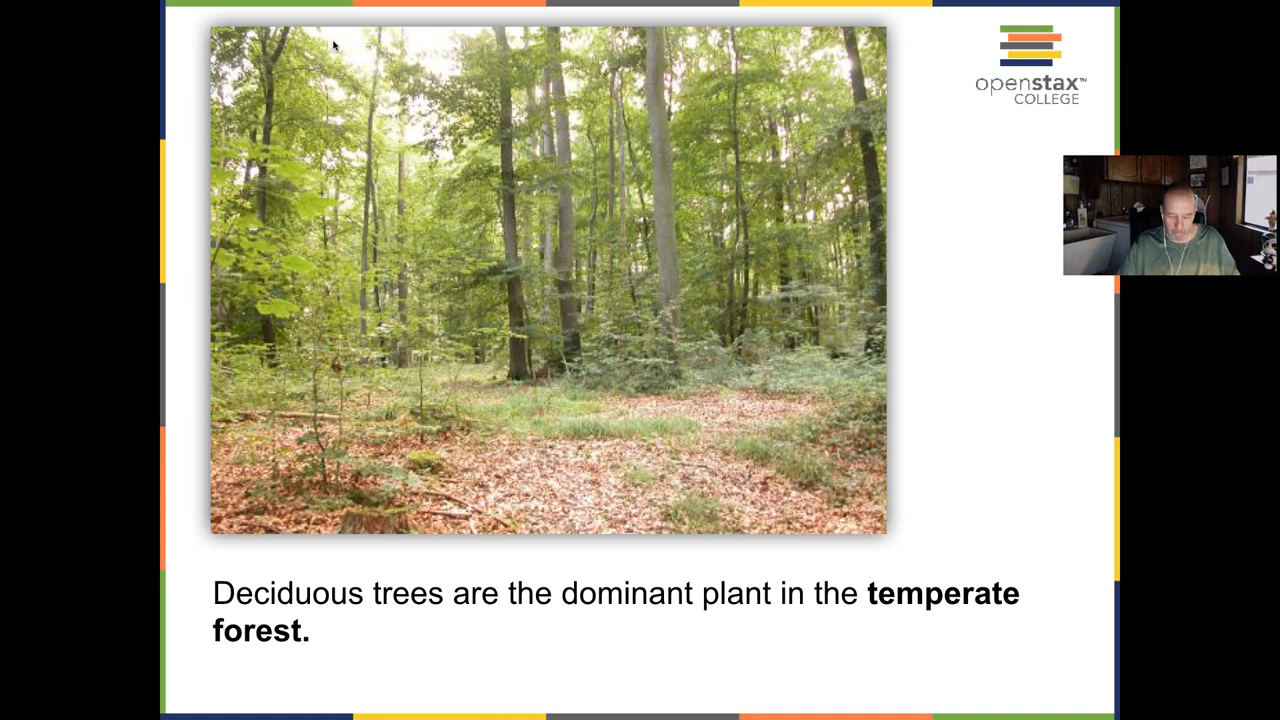 openstax™
COLLEGE
Deciduous trees are the dominant plant in the temperate
forest.